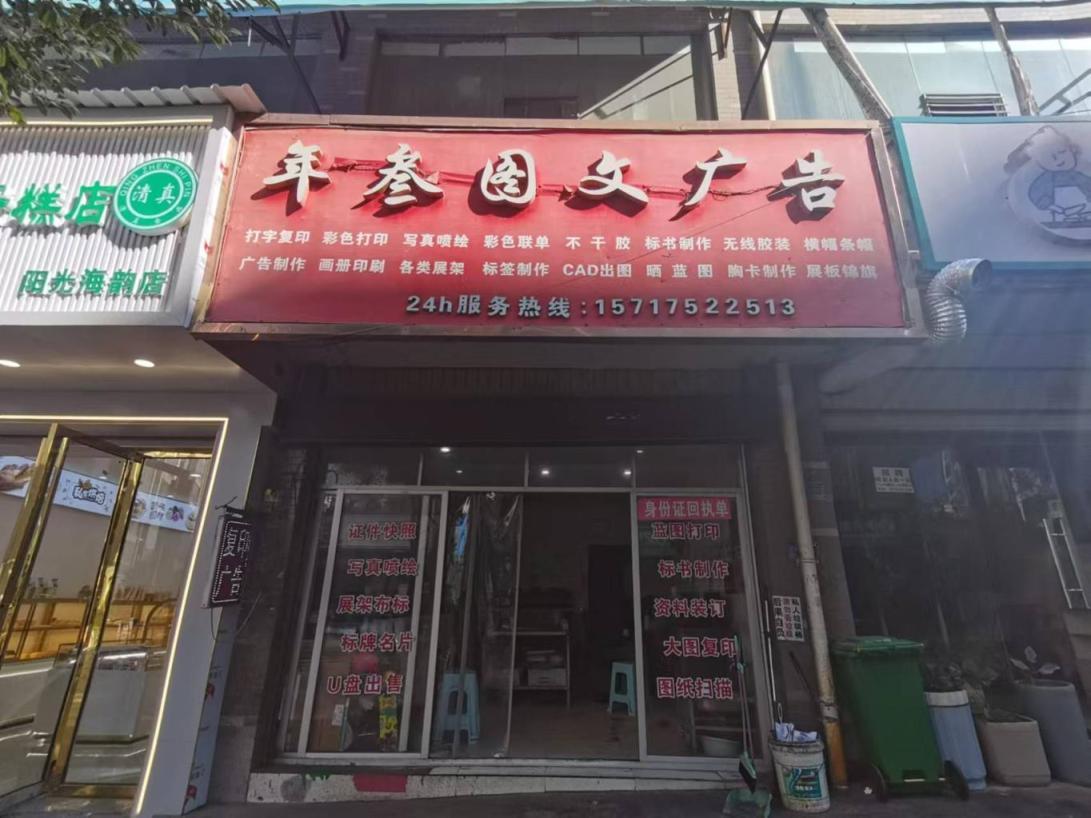 年叁图文广告
打字复印 彩色打印 写真喷绘 彩色联单 不干胶 标书制作 无线胶装 横幅条幅
广告制作 画册印刷 各类展架 标签制作 CAD出图 晒蓝图 胸卡制作 展板锦旗
24h服务热线:15717522513
糕店
QING ZHEN SHI PIN
清真
阳光海韵店
复印
广告
证件快照
写真喷绘
展架布标
标牌名片
U盘出售
身份证回执单
蓝图打印
标书制作
资料装订
大图复印
图纸扫描
招聘